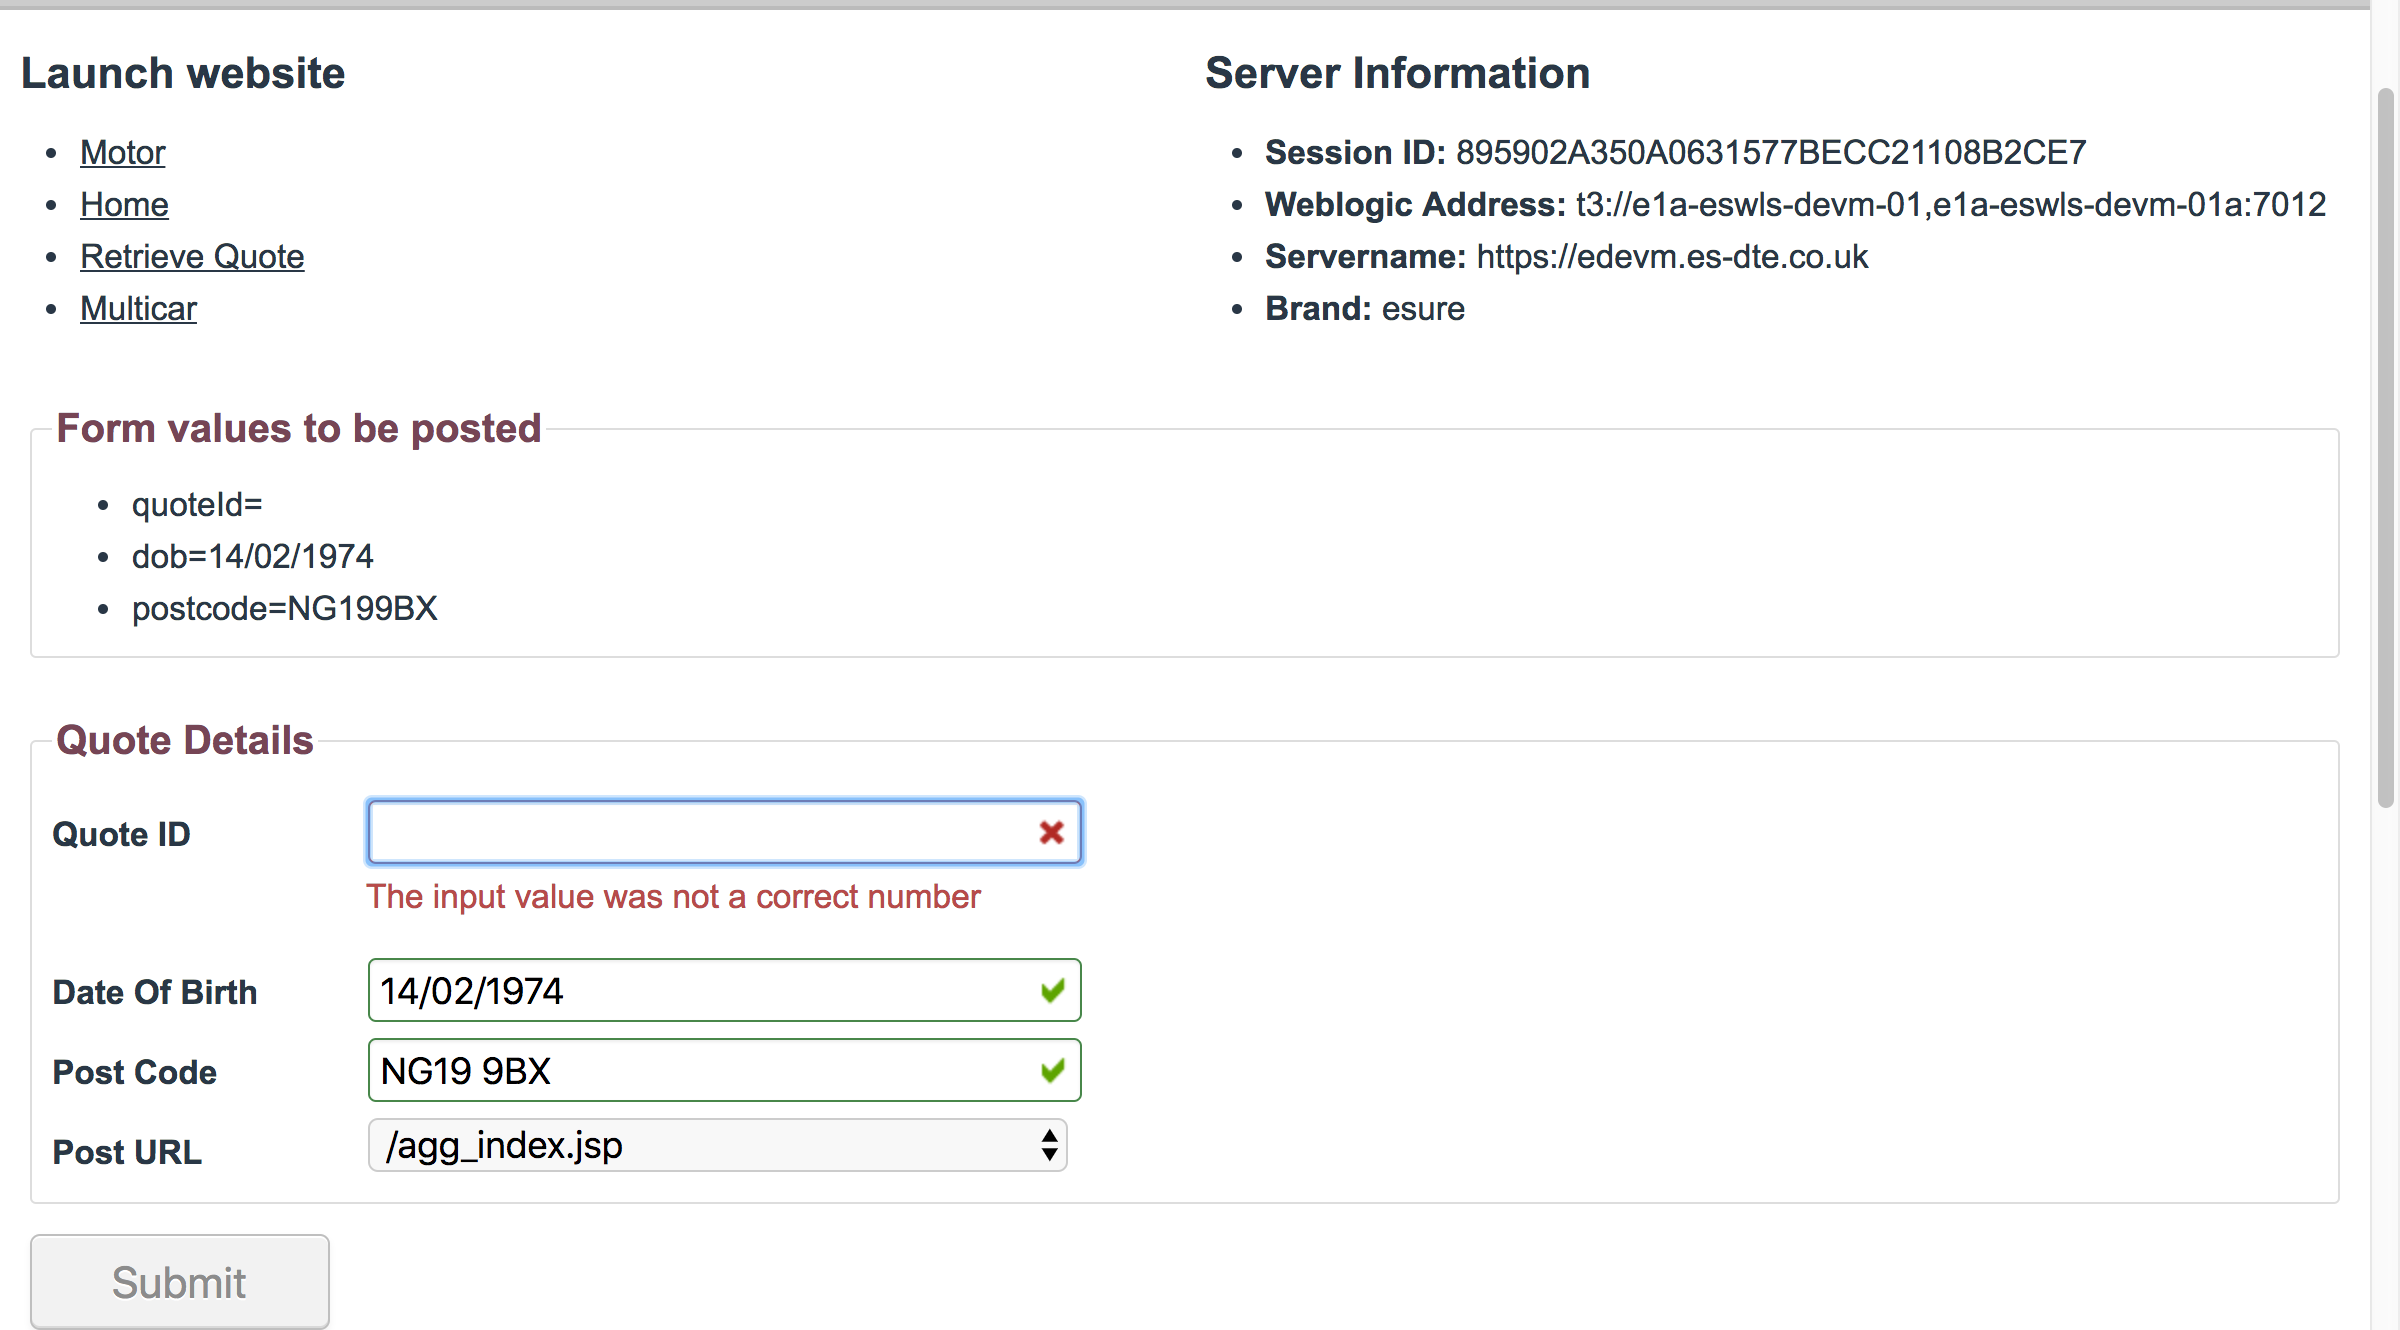 Launch website
Motor
Home
Retrieve Quote
Multicar
Server Information
Session ID: 895902A350A0631577BECC21108B2CE7
Weblogic Address: t3://e1a-eswls-devm-01,e1a-eswls-devm-01a:7012
Servername: https://edevm.es-dte.co.uk
Brand: esure
Form values to be posted
quoteId=
dob=14/02/1974
postcode=NG199BX
Quote Details
Quote ID
The input value was not a correct number
Date Of Birth 14/02/1974
Post Code NG19 9BX
Post URL /agg_index.jsp
Submit